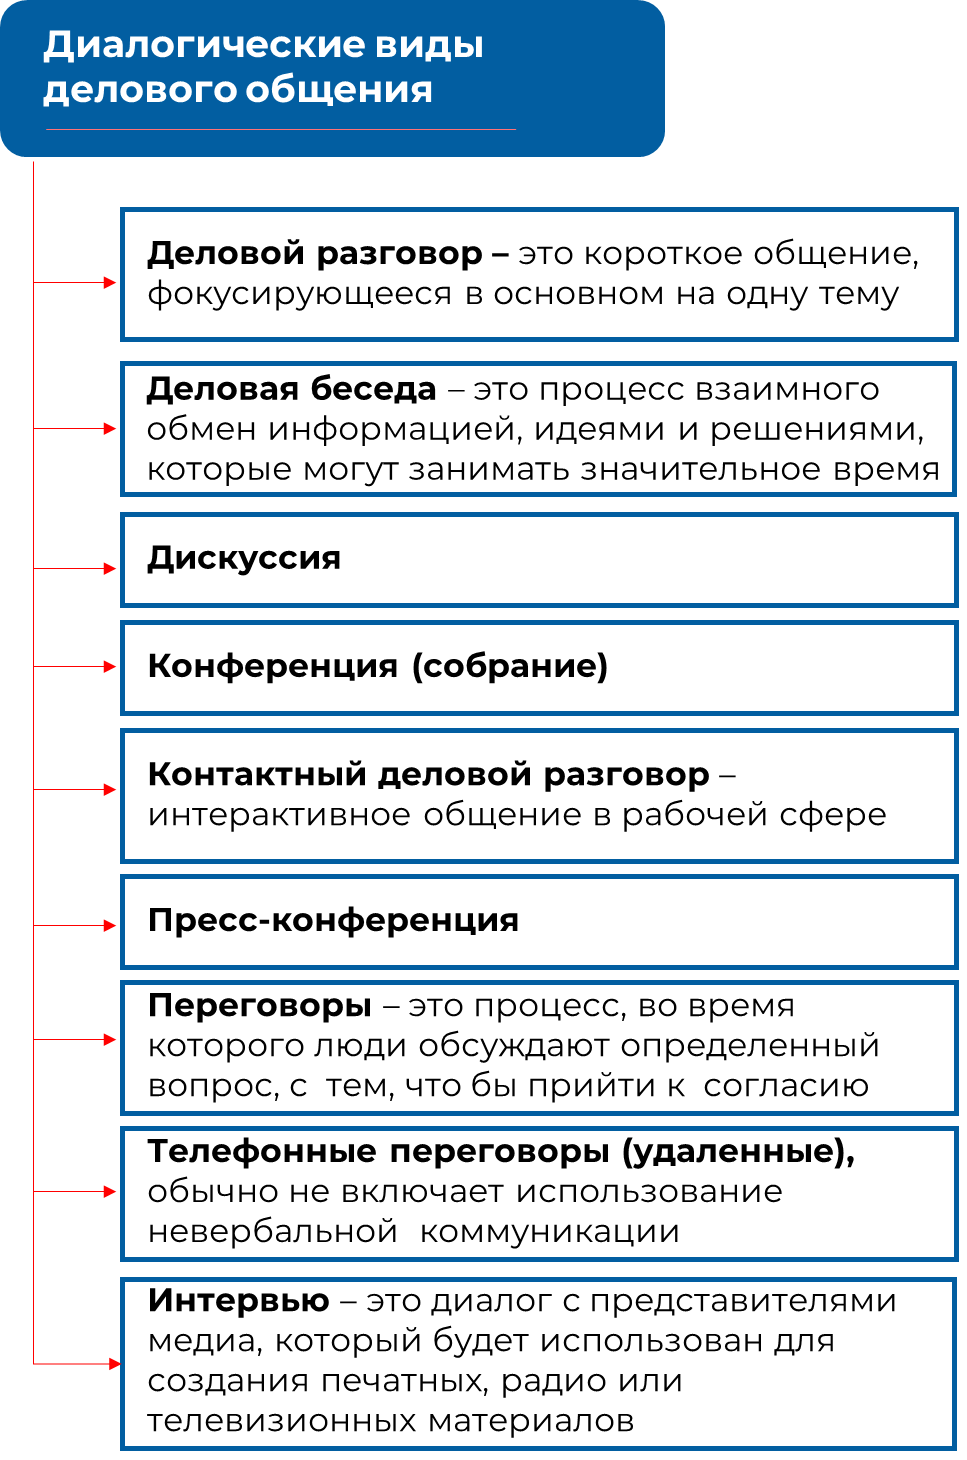 Диалогические виды
делового общения
Деловой разговор – это короткое общение,
фокусирующееся в основном на одну тему
Деловая беседа – это процесс взаимного
обмен информацией, идеями и решениями,
которые могут занимать значительное время
Дискуссия
Конференция (собрание)
Контактный деловой разговор –
интерактивное общение в рабочей сфере
Пресс-конференция
Переговоры – это процесс, во время
которого люди обсуждают определенный
вопрос, с тем, что бы прийти к согласию
Телефонные переговоры (удаленные),
обычно не включает использование
невербальной коммуникации
Интервью – это диалог с представителями
медиа, который будет использован для
создания печатных, радио или
телевизионных материалов